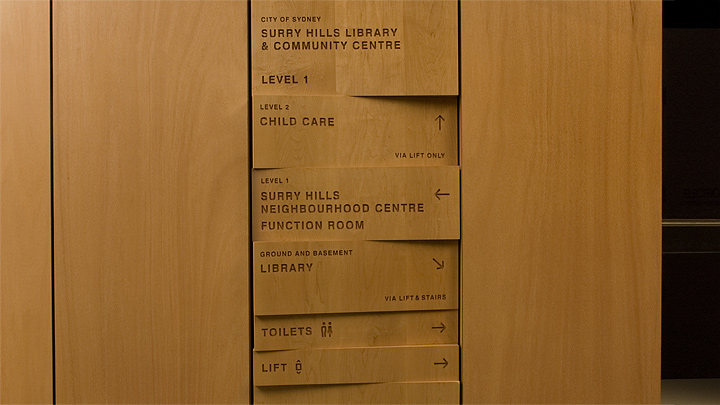 CITY OF SYDNEY
SURRY HILLS LIBRARY
& COMMUNITY CENTRE
LEVEL 1
LEVEL 2
CHILD CARE
VIA LIFT ONLY
LEVEL 1
SURRY HILLS
NEIGHBOURHOOD CENTRE
FUNCTION ROOM
GROUND AND BASEMENT
LIBRARY
VIA LIFT & STAIRS
TOILETS
LIFT